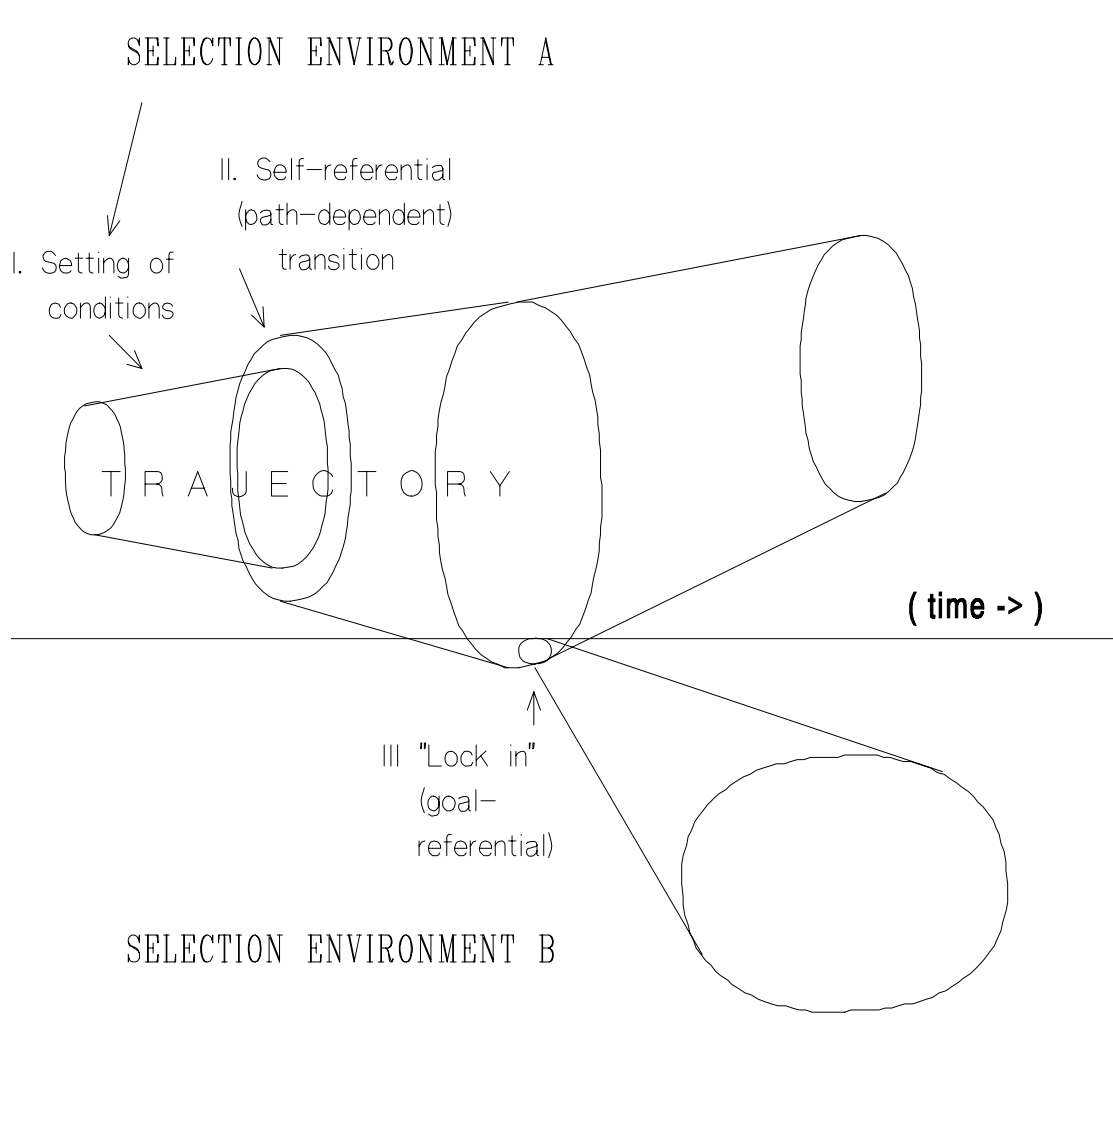 SELECTION ENVIRONMENT A
II. Self-referential
(path-dependent)
transition
I. Setting of
conditions
TRAJECTORY
( time -> )
III "Lock in"
(goal-
referential)
SELECTION ENVIRONMENT B